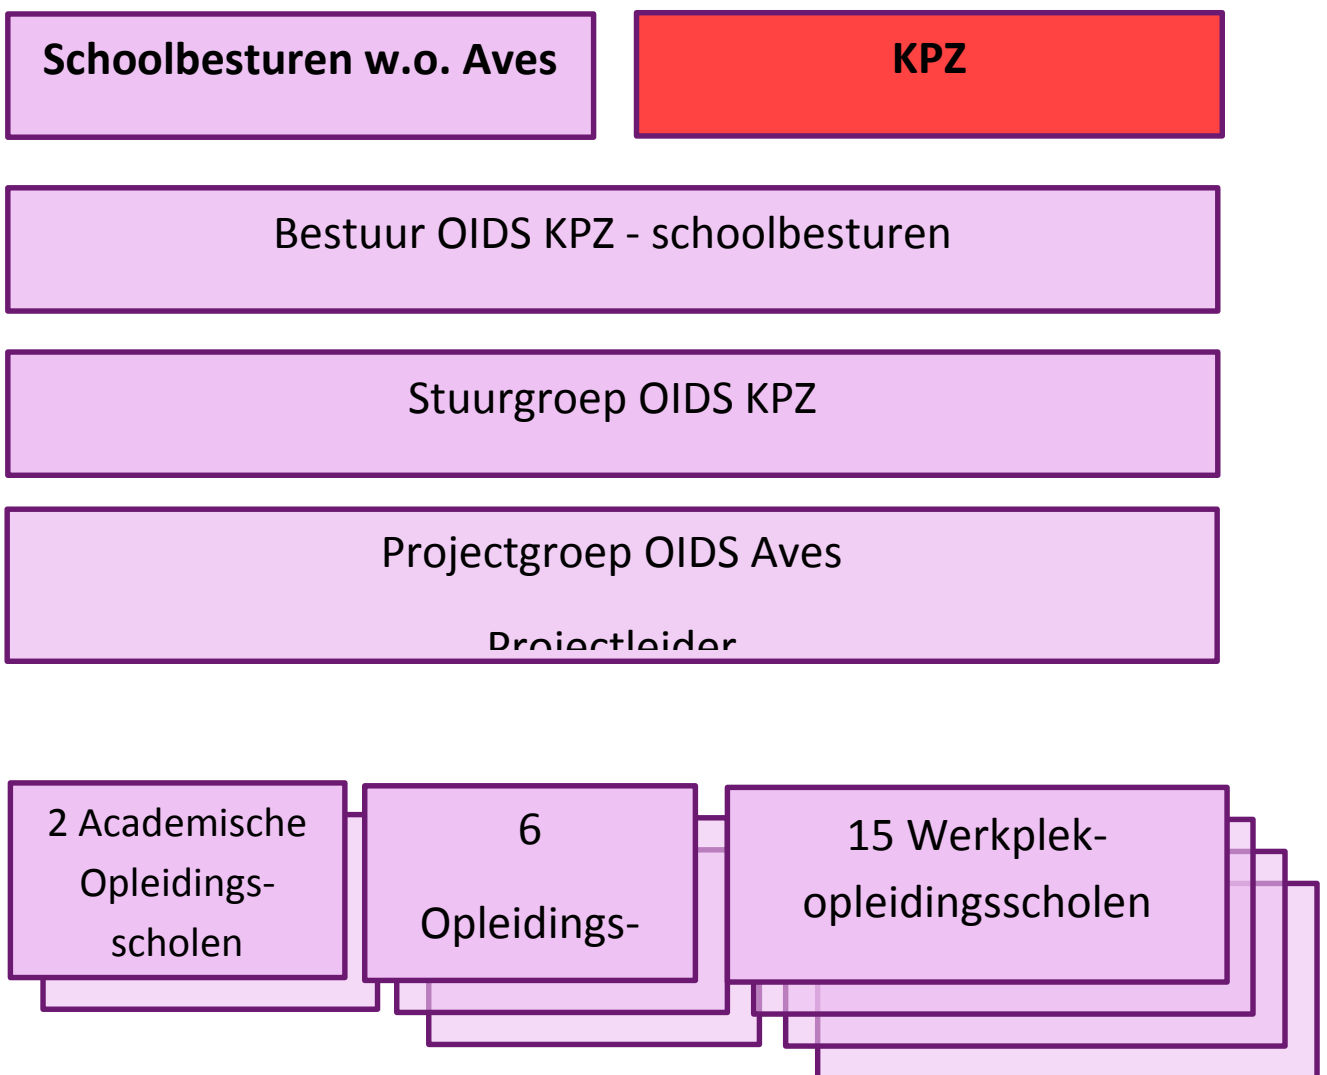 Schoolbesturen w.o. Aves
KPZ
Bestuur OIDS KPZ - schoolbesturen
Stuurgroep OIDS KPZ
Projectgroep OIDS Aves
Projectleider
2 Academische
Opleidings-
scholen
6
Opleidings-
15 Werkplek-
opleidingsscholen